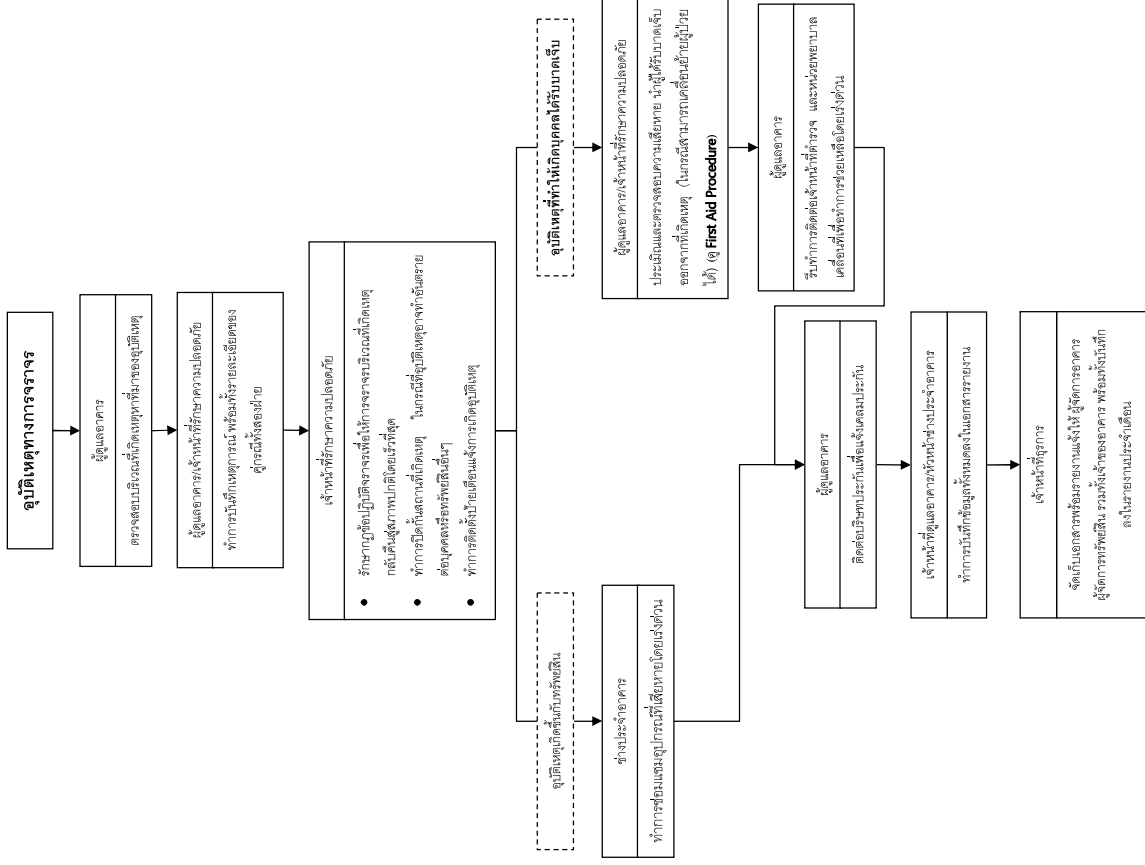 อุบัติเหตุทางการจราจร
ผู้ดูแลอาคาร
ตรวจสอบบริเวณที่เกิดเหตุหาที่มาของอุบัติเหตุ
ผู้ดูแลอาคาร/เจ้าหน้าที่รักษาความปลอดภัย
ทำการบันทึกเหตุการณ์ พร้อมทั้งรายละเอียดของ
คู่กรณีทั้งสองฝ่าย
เจ้าหน้าที่รักษาความปลอดภัย
● รักษากฎข้อปฏิบัติจราจรเพื่อให้การจราจรบริเวณที่เกิดเหตุ
กลับคืนสู่สภาพปกติโดยเร็วที่สุด
● ทำการปิดกั้นสถานที่เกิดเหตุ ในกรณีที่อุบัติเหตุอาจทำอันตราย
ต่อบุคคลหรือทรัพย์สินอื่นๆ
● ทำการติดตั้งป้ายเตือนแจ้งการเกิดอุบัติเหตุ
อุบัติเหตุเกิดขึ้นกับทรัพย์สิน
ช่างประจำอาคาร
ทำการซ่อมแซมอุปกรณ์ที่เสียหายโดยเร่งด่วน
อุบัติเหตุที่ทำให้เกิดบุคคลได้รับบาดเจ็บ
ผู้ดูแลอาคาร/เจ้าหน้าที่รักษาความปลอดภัย
ประเมิณและตรวจสอบความเสียหาย นำผู้ได้รับบาดเจ็บ
ออกจากที่เกิดเหตุ (ในกรณีสามารถเคลื่อนย้ายผู้ป่วย
ได้) (ดู First Aid Procedure)
ผู้ดูแลอาคาร
รีบทำการติดต่อเจ้าหน้าที่ตำรวจ และหน่วยพยาบาล
เคลื่อนที่เพื่อทำการช่วยเหลือโดยเร่งด่วน
ผู้ดูแลอาคาร
ติดต่อบริษทประกันเพื่อแจ้งเคลมประกัน
เจ้าหน้าที่ดูแลอาคาร/หัวหน้าช่างประจำอาคาร
ทำการบันทึกข้อมูลทั้งหมดลงในเอกสารรายงาน
เจ้าหน้าที่ธุรการ
จัดเก็บเอกสารพร้อมรายงานแจ้งให้ ผู้จัดการอาคาร
ผู้จัดการทรัพย์สิน รวมทั้งเจ้าของอาคาร พร้อมทั้งบันทึก
ลงในรายงานประจำเดือน